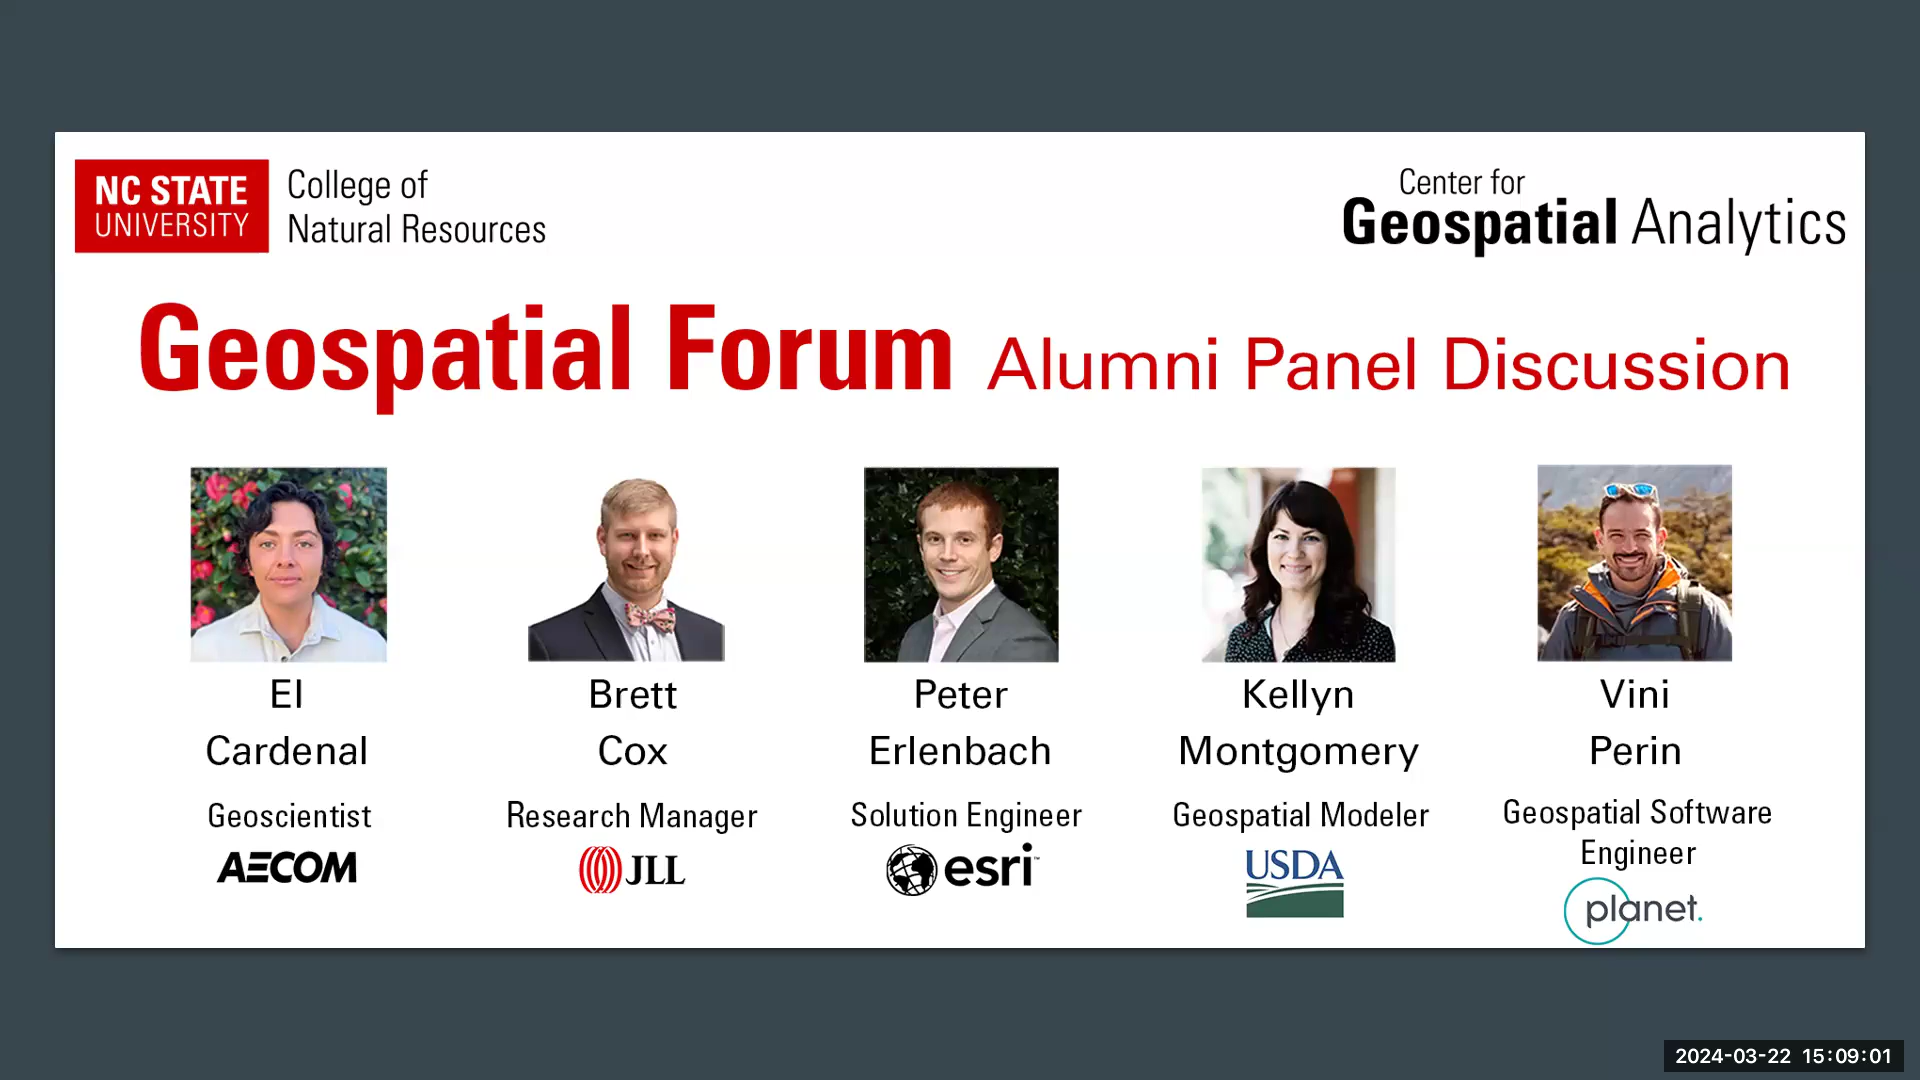 NC STATE
UNIVERSITY
College of
Natural Resources
Center for
Geospatial Analytics
Geospatial Forum Alumni Panel Discussion
El
Cardenal
Geoscientist
AECOM
Brett
Cox
Research Manager
JLL
Peter
Erlenbach
Solution Engineer
esri™
Kellyn
Montgomery
Geospatial Modeler
USDA
Vini
Perin
Geospatial Software
Engineer
planet.
2024-03-22 15:09:01